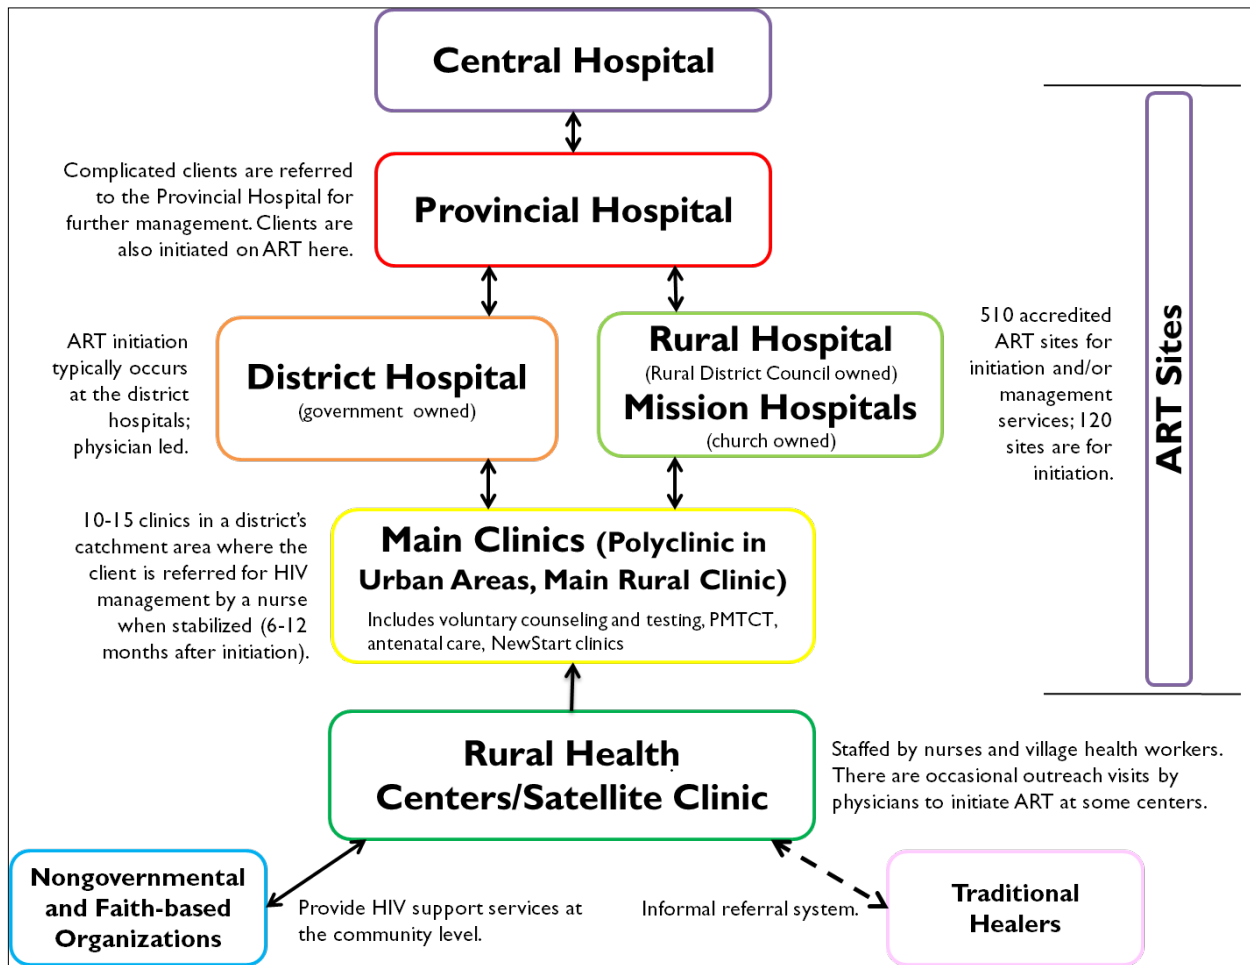 Central Hospital
Complicated clients are referred
to the Provincial Hospital for
further management. Clients are
also initiated on ART here.
Provincial Hospital
ART initiation
typically occurs
at the district
hospitals;
physician led.
District Hospital
(government owned)
Rural Hospital
(Rural District Council owned)
Mission Hospitals
(church owned)
510 accredited
ART sites for
initiation and/or
management
services; 120
sites are for
initiation.
ART Sites
10-15 clinics in a district's
catchment area where the
client is referred for HIV
management by a nurse
when stabilized (6-12
months after initiation).
Main Clinics (Polyclinic in
Urban Areas, Main Rural Clinic)
Includes voluntary counseling and testing, PMTCT,
antenatal care, NewStart clinics
Rural Health
Centers/Satellite Clinic
Staffed by nurses and village health workers.
There are occasional outreach visits by
physicians to initiate ART at some centers.
Nongovernmental
and Faith-based
Organizations
Provide HIV support services at
the community level.
Informal referral system.
Traditional
Healers